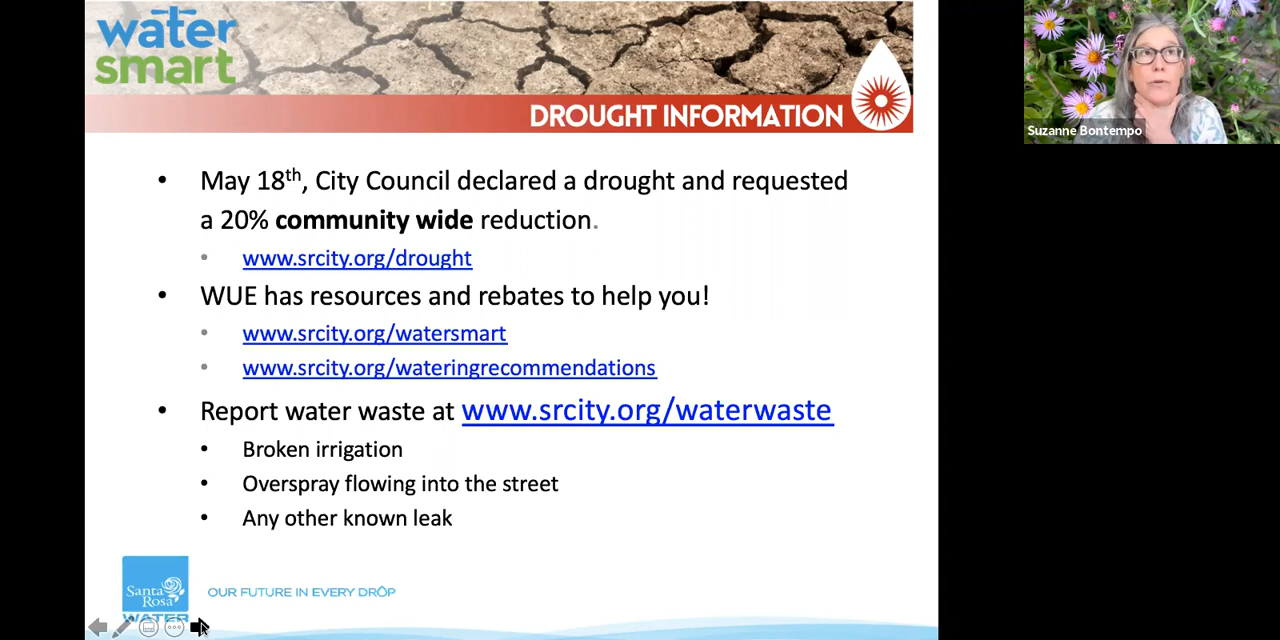 water
smart
DROUGHT INFORMATION
Suzanne Bontempo
• May 18th, City Council declared a drought and requested
a 20% community wide reduction.
• www.srcity.org/drought
• WUE has resources and rebates to help you!
• www.srcity.org/watersmart
• www.srcity.org/wateringrecommendations
• Report water waste at www.srcity.org/waterwaste
• Broken irrigation
• Overspray flowing into the street
• Any other known leak
Santa
Rosa
WATER
OUR FUTURE IN EVERY DROP